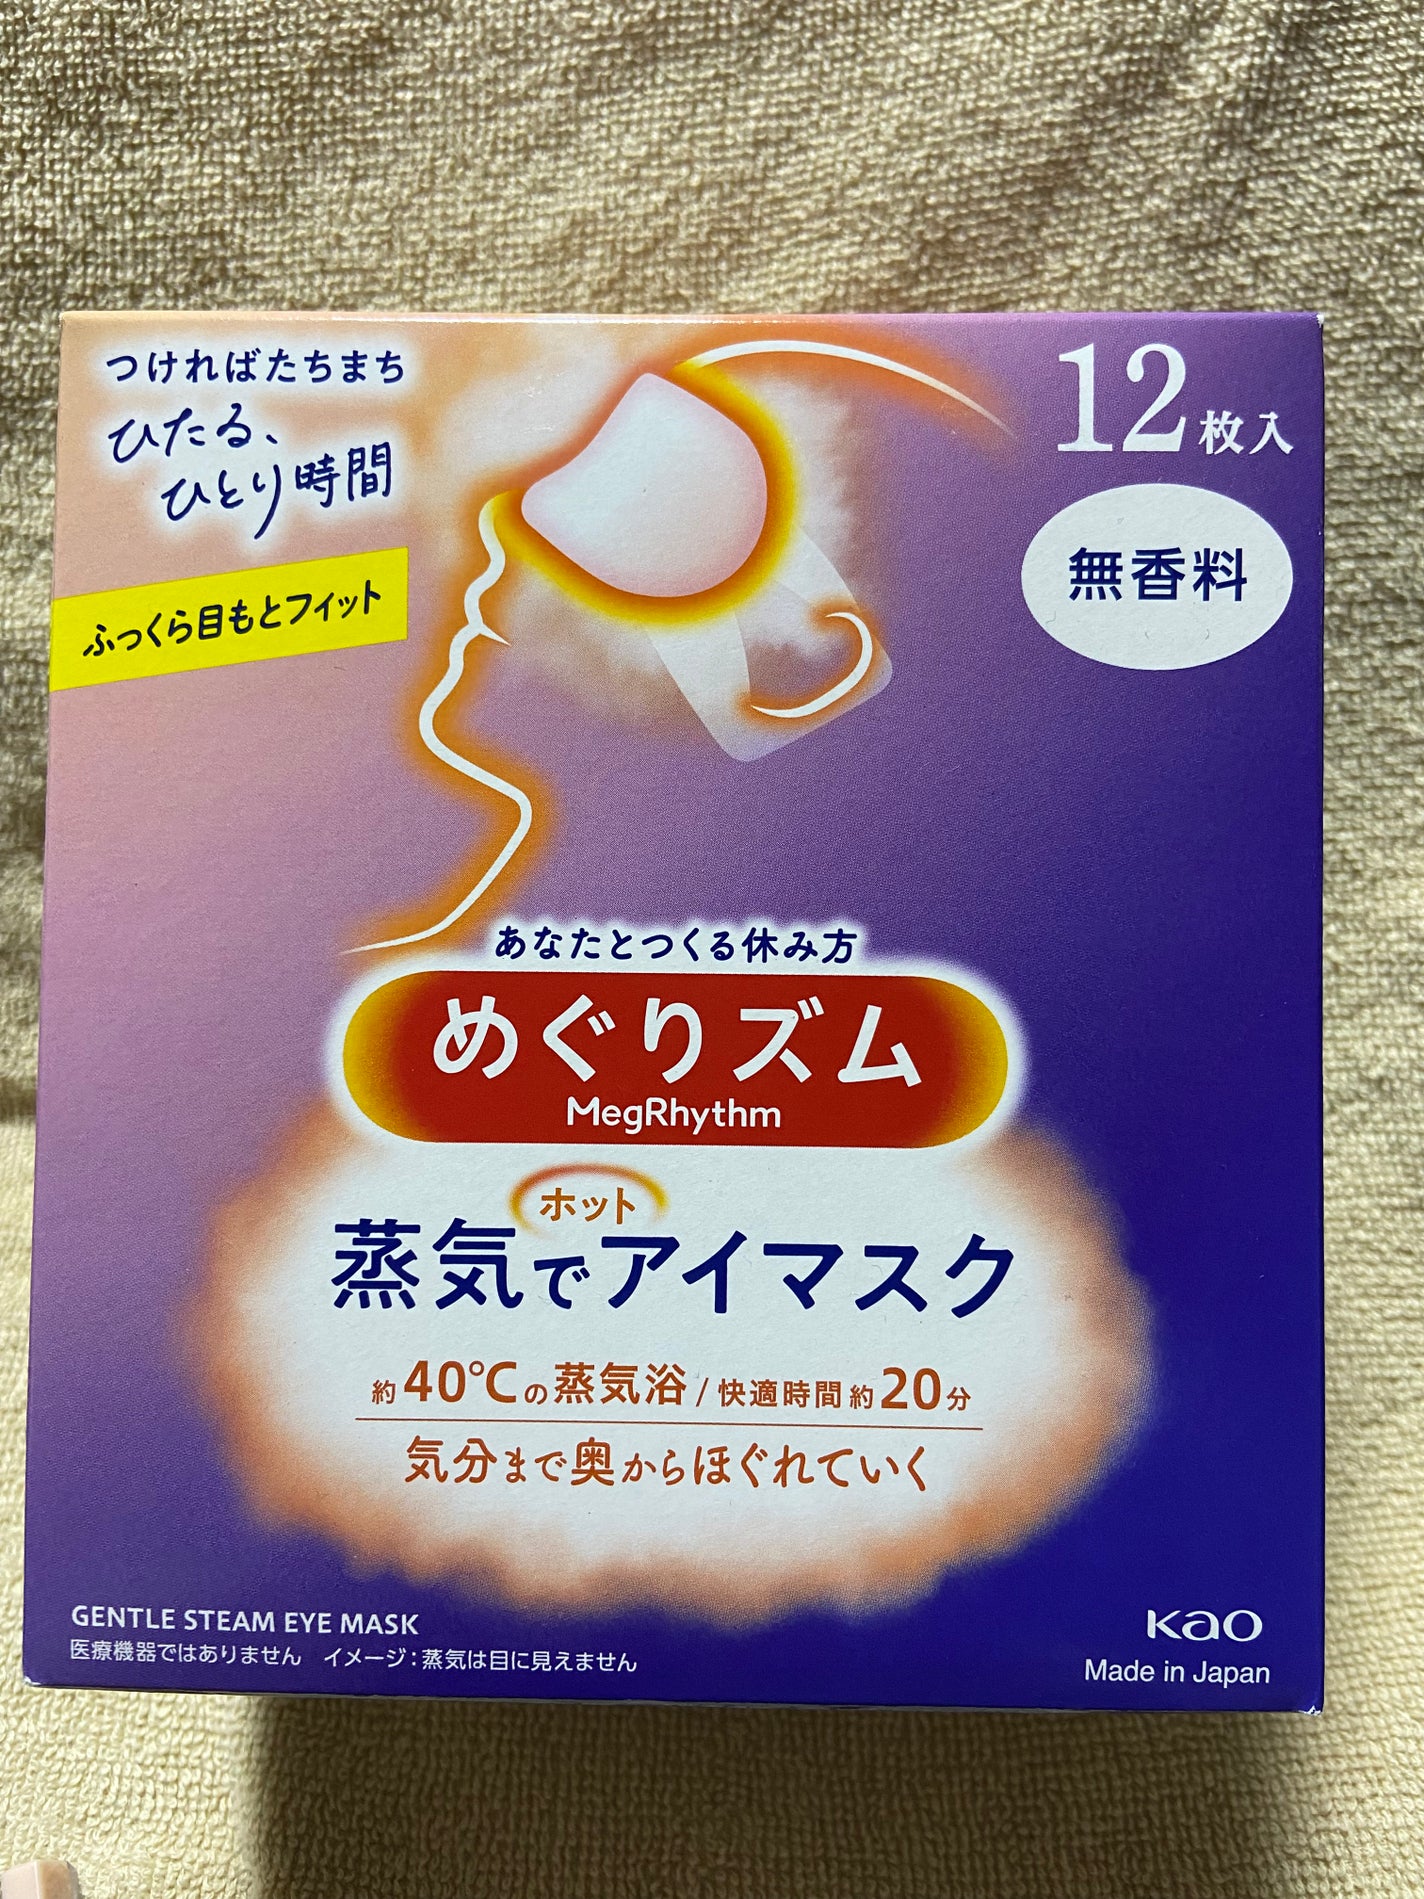 つければたちまち
ひたる、
ひとり時間
ふっくら目もとフィット
12枚入
無香料
あなたとつくる休み方
めぐりズム
MegRhythm
ホット
蒸気でアイマスク
約40℃の蒸気浴/快適時間約20分
気分まで奥からほぐれていく
GENTLE STEAM EYE MASK
医療機器ではありません イメージ:蒸気は目に見えません
Kao
Made in Japan